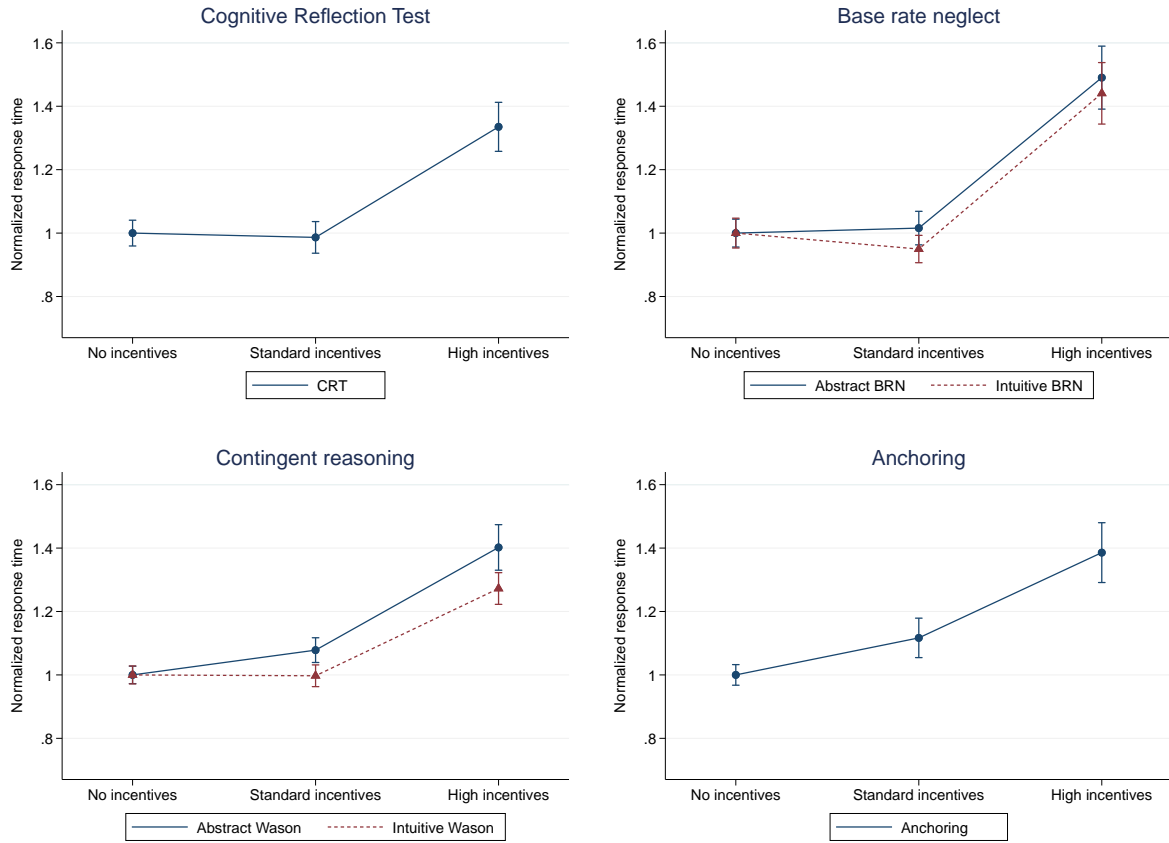 Cognitive Reflection Test
Normalized response time
1.6
1.4
1.2
1
.8
No incentives Standard incentives High incentives
CRT
Base rate neglect
Normalized response time
1.6
1.4
1.2
1
.8
No incentives Standard incentives High incentives
Abstract BRN Intuitive BRN
Contingent reasoning
Normalized response time
1.6
1.4
1.2
1
.8
No incentives Standard incentives High incentives
Abstract Wason Intuitive Wason
Anchoring
Normalized response time
1.6
1.4
1.2
1
.8
No incentives Standard incentives High incentives
Anchoring